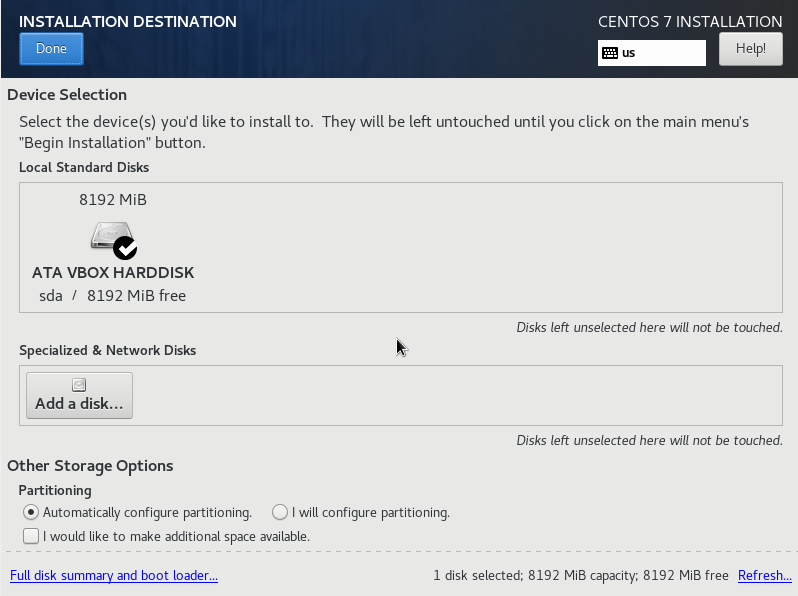 INSTALLATION DESTINATION
CENTOS 7 INSTALLATION
Done
us
Help!
Device Selection
Select the device(s) you'd like to install to.  They will be left untouched until you click on the main menu's
"Begin Installation" button.
Local Standard Disks
8192 MiB
ATA VBOX HARDDISK
sda / 8192 MiB free
Disks left unselected here will not be touched.
Specialized & Network Disks
Add a disk...
Disks left unselected here will not be touched.
Other Storage Options
Partitioning
Automatically configure partitioning. I will configure partitioning.
I would like to make additional space available.
Full disk summary and boot loader... 1 disk selected; 8192 MiB capacity; 8192 MiB free Refresh...